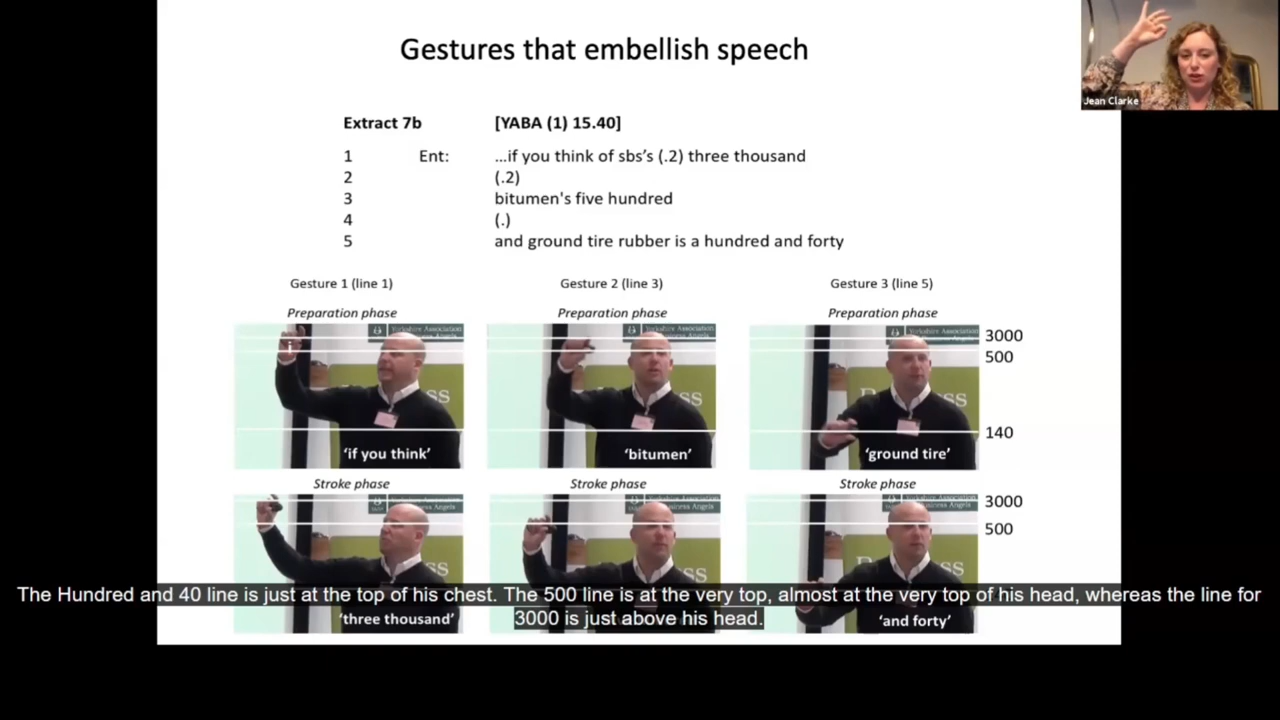 Gestures that embellish speech
Jean Clarke
Extract 7b [YABA (1) 15.40]
1 Ent: ...if you think of sbs's (.2) three thousand
2 (.2)
3 bitumen's five hundred
4 (.)
5 and ground tire rubber is a hundred and forty
Gesture 1 (line 1) Gesture 2 (line 3) Gesture 3 (line 5)
Preparation phase Preparation phase Preparation phase
Yorkshire Association
Business Angels
3000
500
140
'if you think' 'bitumen' 'ground tire'
Stroke phase Stroke phase Stroke phase
3000
500
The Hundred and 40 line is just at the top of his chest. The 500 line is at the very top, almost at the very top of his head, whereas the line for
3000 is just above his head.
'three thousand' 'and forty'